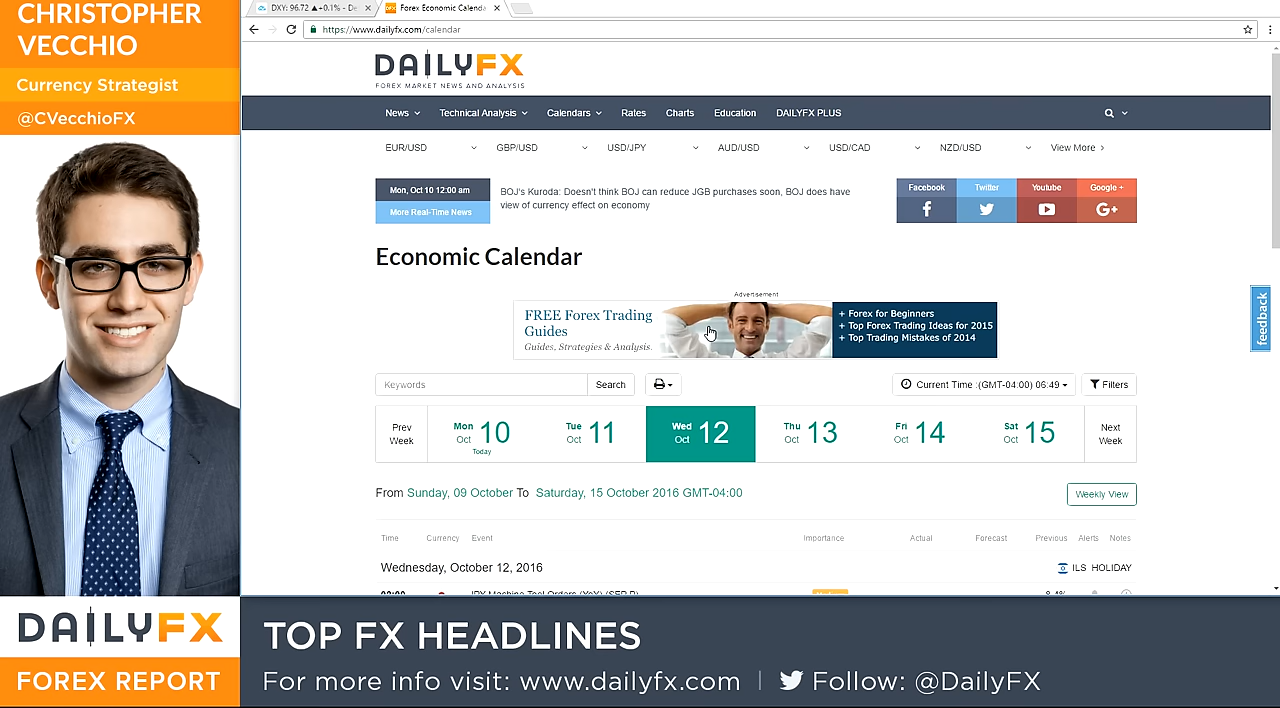 CHRISTOPHER
VECCHIO
Currency Strategist
@CVecchioFX
DXY: 96.72 ▲+0.1% - De
Forex Economic Calenda
https://www.dailyfx.com/calendar
DAILYFX
FOREX MARKET NEWS AND ANALYSIS
News Technical Analysis Calendars Rates Charts Education DAILYFX PLUS
EUR/USD GBP/USD USD/JPY AUD/USD USD/CAD NZD/USD View More >
Mon, Oct 10 12:00 am
More Real-Time News
BOJ's Kuroda: Doesn't think BOJ can reduce JGB purchases soon, BOJ does have
view of currency effect on economy
Facebook Twitter Youtube Google +
f G+
Economic Calendar
Advertisement
FREE Forex Trading
Guides
Guides, Strategies & Analysis.
+ Forex for Beginners
+ Top Forex Trading Ideas for 2015
+ Top Trading Mistakes of 2014
feedback
Keywords Search Current Time :(GMT-04:00) 06:49 Filters
Prev
Week
Mon
Oct 10
Today
Tue
Oct 11
Wed
Oct 12
Thu
Oct 13
Fri
Oct 14
Sat
Oct 15
Next
Week
From Sunday, 09 October To Saturday, 15 October 2016 GMT-04:00
Weekly View
Time Currency Event Importance Actual Forecast Previous Alerts Notes
Wednesday, October 12, 2016 ILS HOLIDAY
JPY Machine Tool Orders (YoY) (SEP P)
DAILYFX
FOREX REPORT
TOP FX HEADLINES
For more info visit: www.dailyfx.com | Follow: @DailyFX